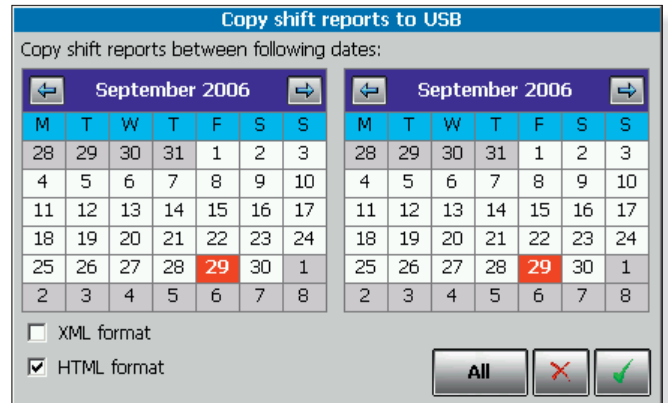 Copy shift reports to USB
Copy shift reports between following dates:
September 2006 September 2006
M T W T F S S M T W T F S S
28 29 30 31 1 2 3 28 29 30 31 1 2 3
4 5 6 7 8 9 10 4 5 6 7 8 9 10
11 12 13 14 15 16 17 11 12 13 14 15 16 17
18 19 20 21 22 23 24 18 19 20 21 22 23 24
25 26 27 28 29 30 1 25 26 27 28 29 30 1
2 3 4 5 6 7 8 2 3 4 5 6 7 8
XML format
HTML format
All